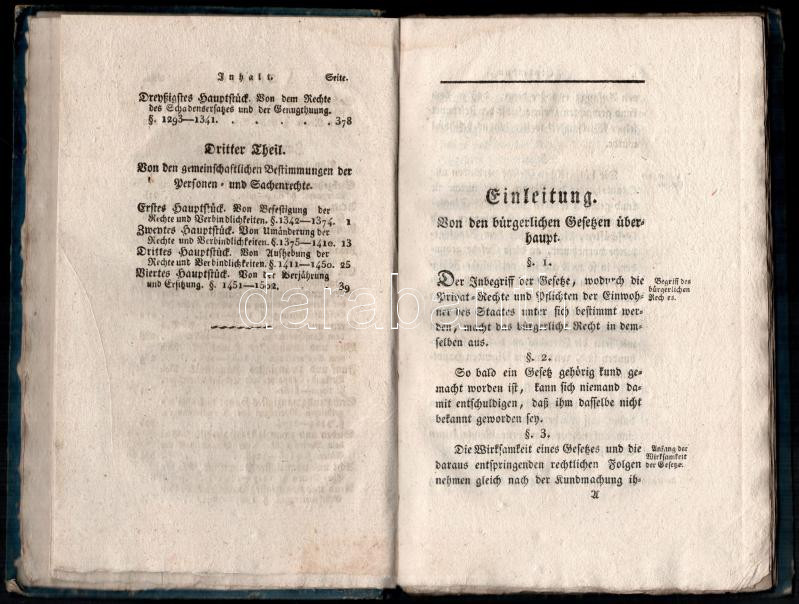 Inhalt. Seite.
Dreyßigstes Hauptstück. Von dem Rechte
des Schadensersatzes und der Genugthuung.
§. 1293—1341. . . . . . . 378
Dritter Theil.
Von den gemeinschaftlichen Bestimmungen der
Personen- und Sachenrechte.
Erstes Hauptstück. Von Befestigung der
Rechte und Verbindlichkeiten. §. 1342—1374. 1
Zweytes Hauptstück. Von Umänderung der
Rechte und Verbindlichkeiten. §. 1375—1410. 13
Drittes Hauptstück. Von Aufhebung der
Rechte und Verbindlichkeiten. §. 1411—1450. 25
Viertes Hauptstück. Von der Verjährung
und Ersitzung. §. 1451—1502. 39
Einleitung.
Von den bürgerlichen Gesetzen über-
haupt.
§. 1.
Der Inbegriff der Gesetze, wodurch die
Privat-Rechte und Pflichten der Einwoh-
ner des Staates unter sich bestimmt wer-
den, macht das bürgerliche Recht in dem-
selben aus.
Begriff des
bürgerlichen
Rechtes.
§. 2.
So bald ein Gesetz gehörig kund ge-
macht worden ist, kann sich niemand da-
mit entschuldigen, daß ihm dasselbe nicht
bekannt geworden sey.
§. 3.
Die Wirksamkeit eines Gesetzes und die
daraus entspringenden rechtlichen Folgen
nehmen gleich nach der Kundmachung ih-
Anfang der
Wirksamkeit
der Gesetze.
A